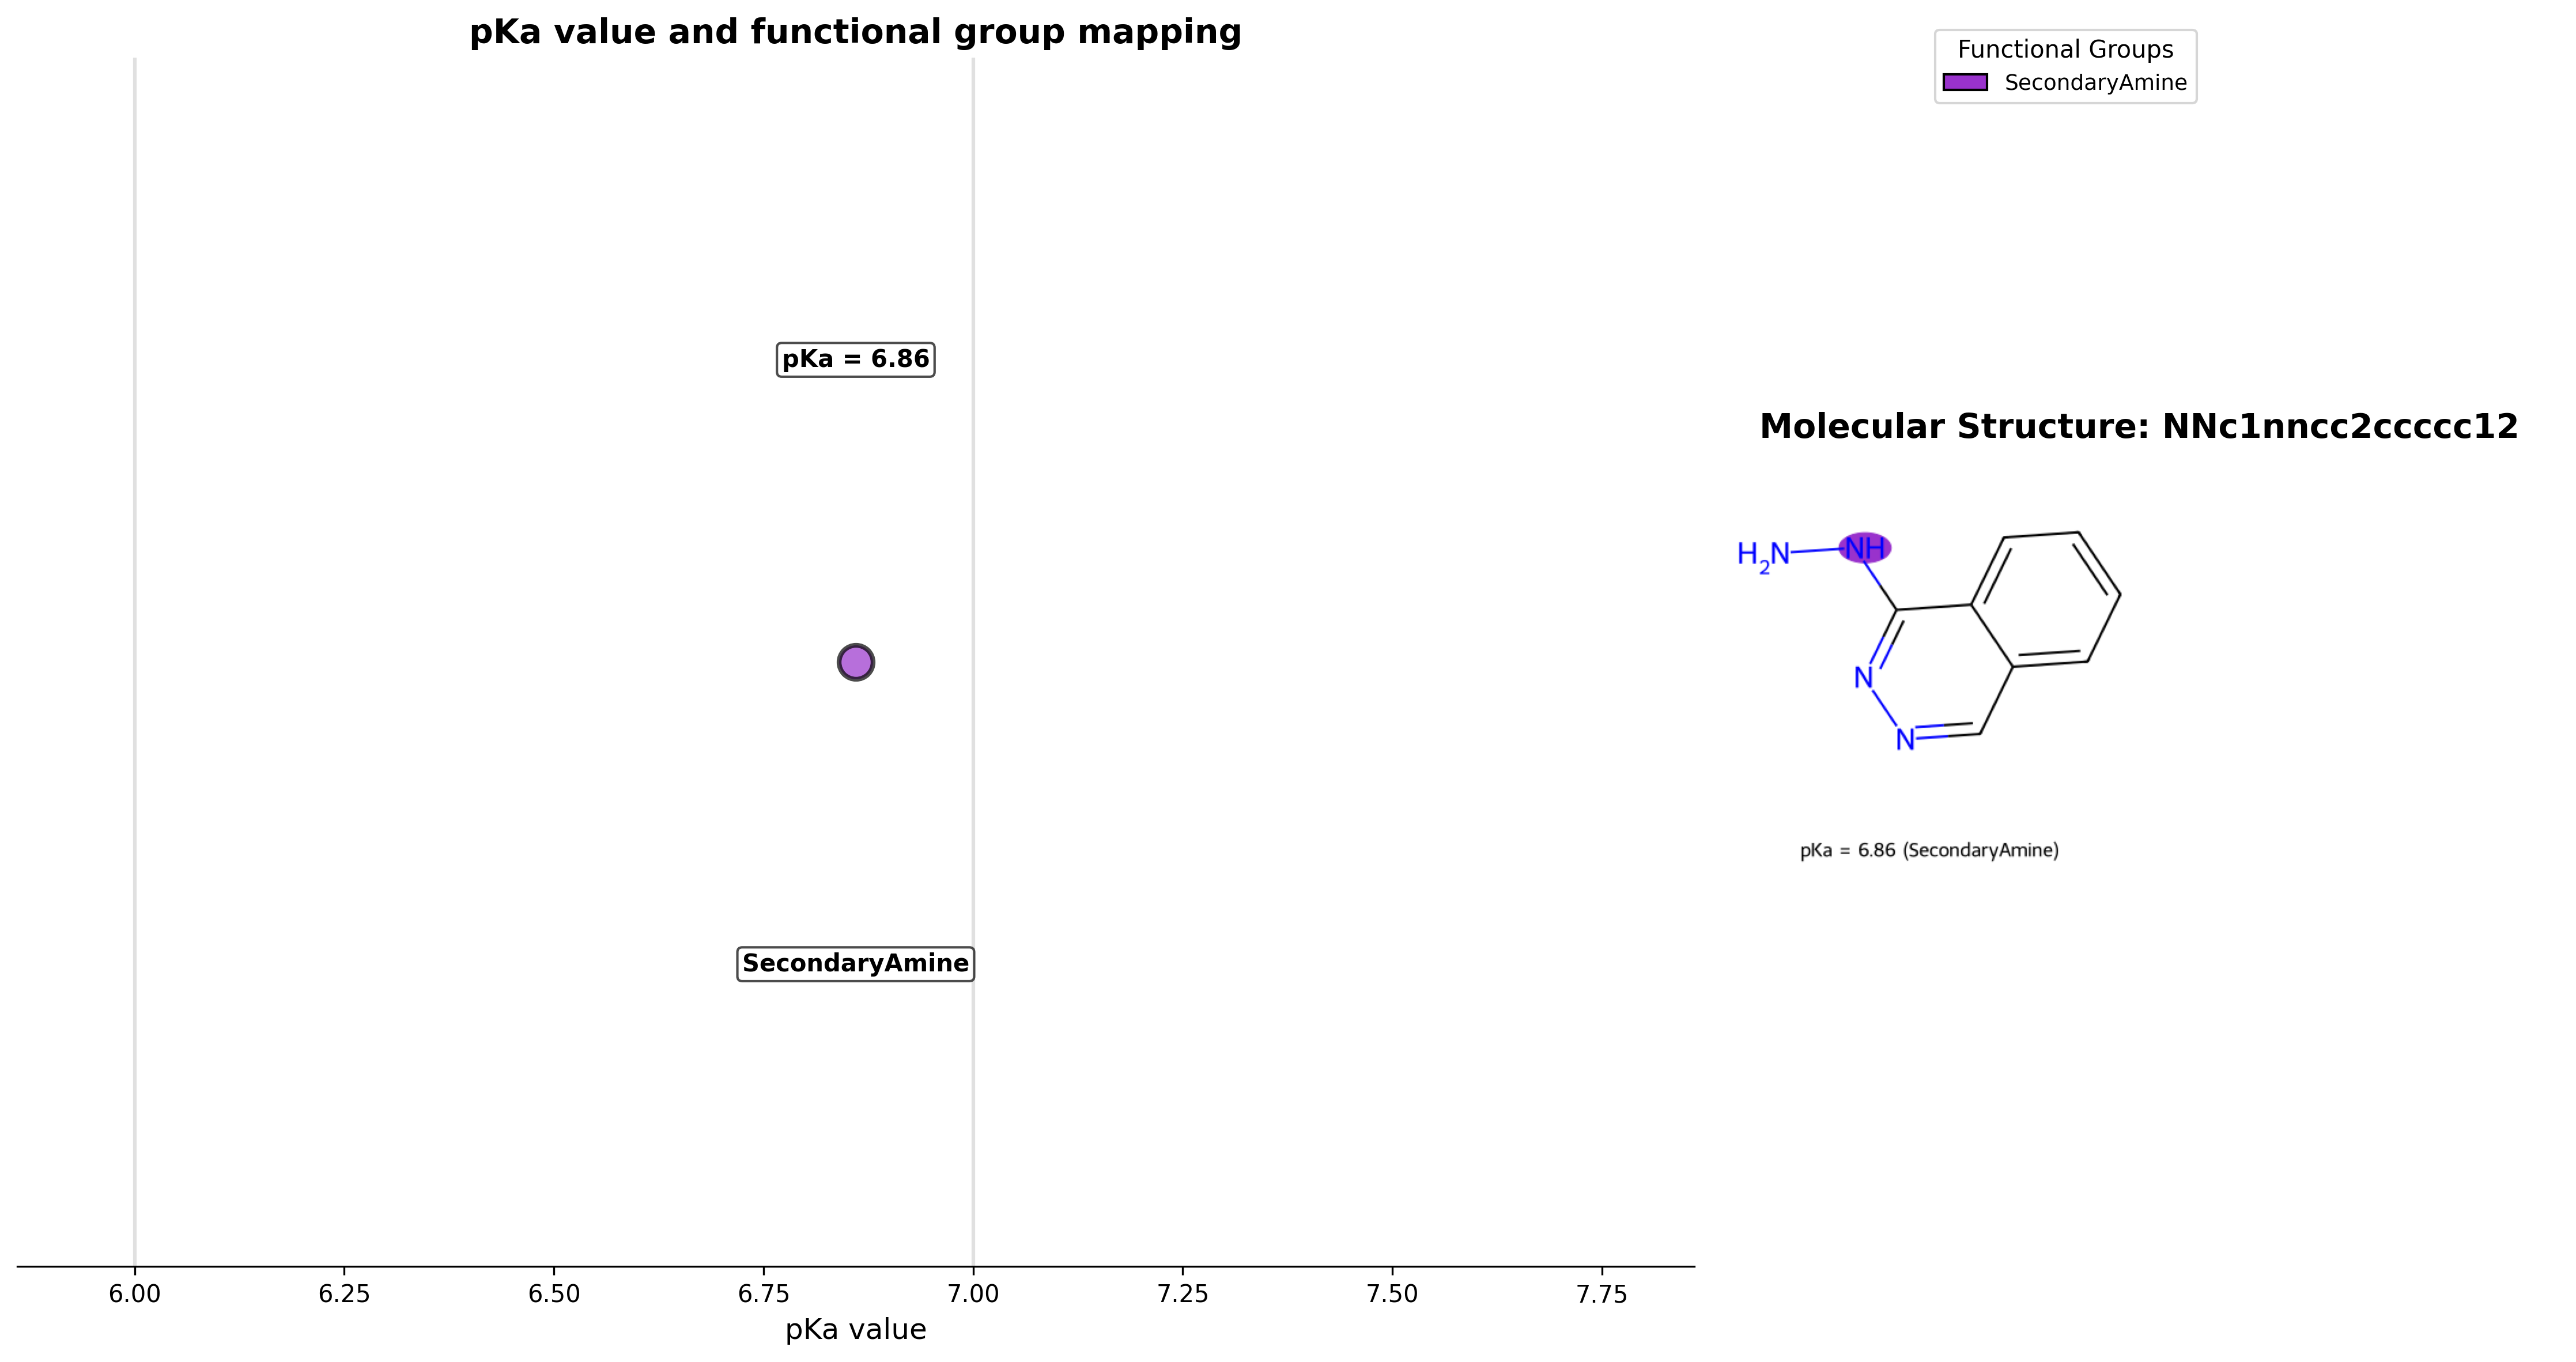 pKa value and functional group mapping
Functional Groups
SecondaryAmine
pKa = 6.86
Molecular Structure: NNc1nncc2ccccc12
H2N
NH
N
N
pKa = 6.86 (SecondaryAmine)
SecondaryAmine
6.00 6.25 6.50 6.75 7.00 7.25 7.50 7.75
pKa value